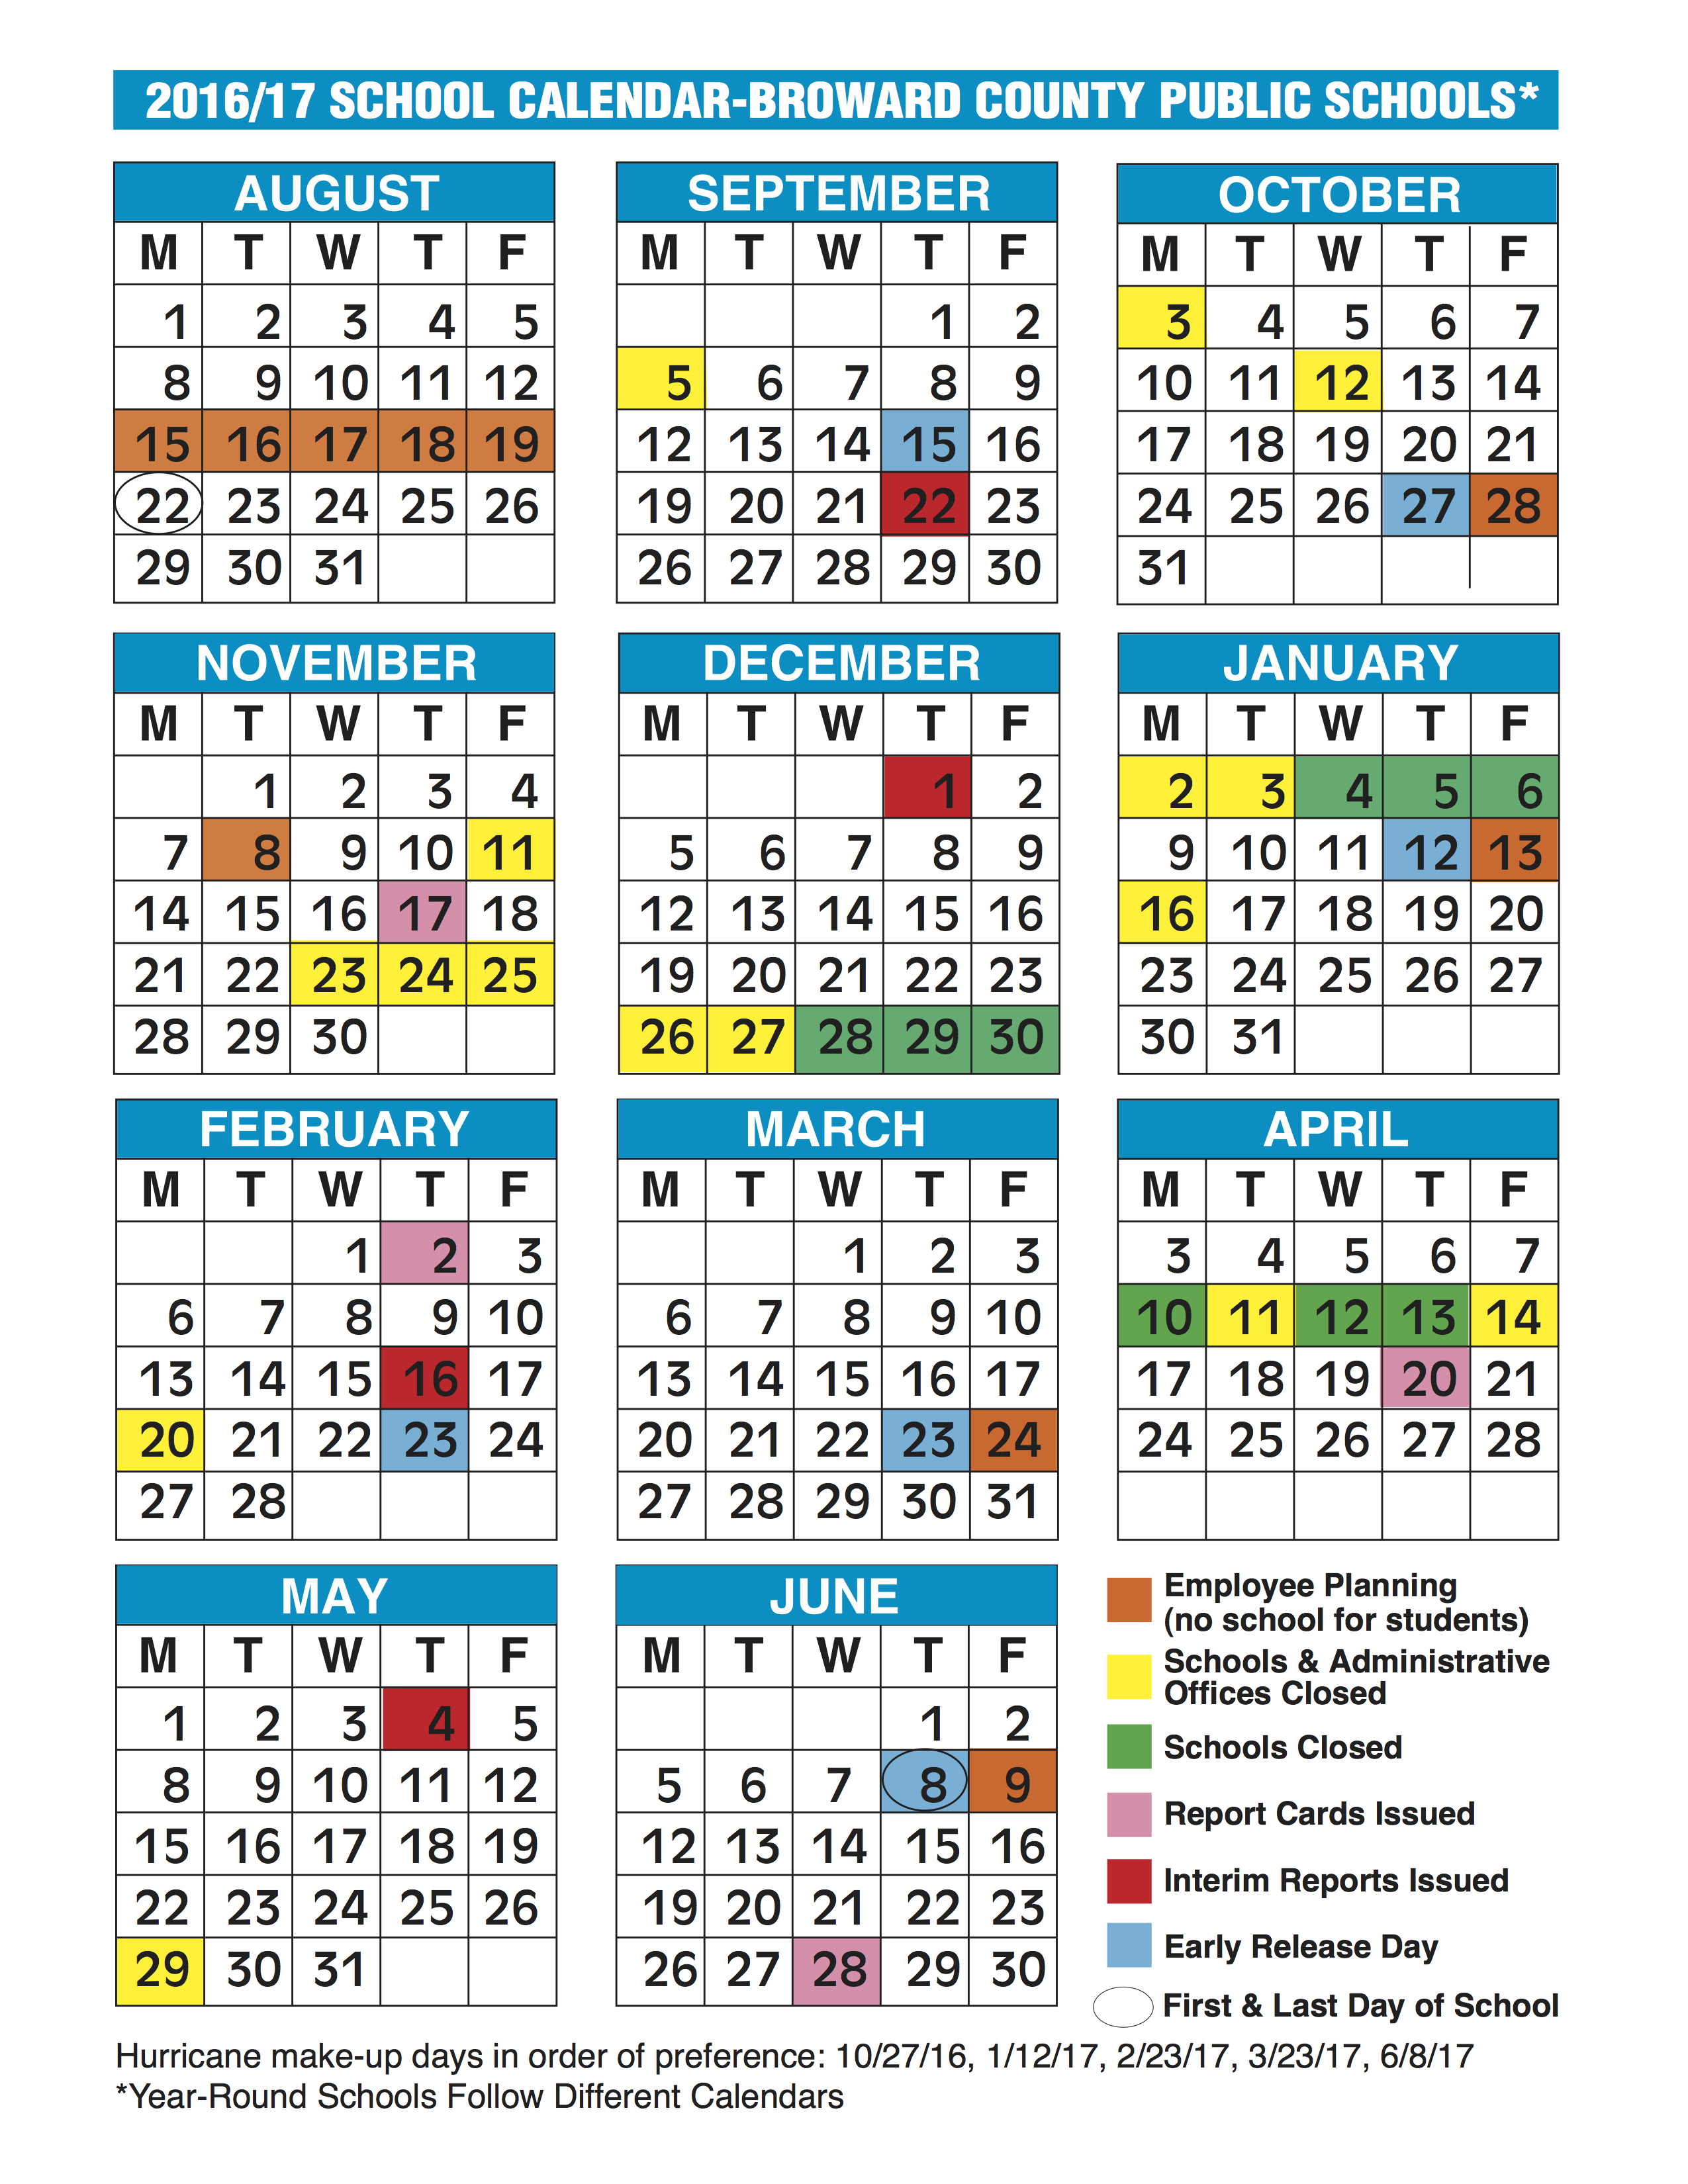 2016/17 SCHOOL CALENDAR-BROWARD COUNTY PUBLIC SCHOOLS*
AUGUST
M T W T F
1 2 3 4 5
8 9 10 11 12
15 16 17 18 19
22 23 24 25 26
29 30 31
SEPTEMBER
M T W T F
1 2
5 6 7 8 9
12 13 14 15 16
19 20 21 22 23
26 27 28 29 30
OCTOBER
M T W T F
3 4 5 6 7
10 11 12 13 14
17 18 19 20 21
24 25 26 27 28
31
NOVEMBER
M T W T F
1 2 3 4
7 8 9 10 11
14 15 16 17 18
21 22 23 24 25
28 29 30
DECEMBER
M T W T F
1 2
5 6 7 8 9
12 13 14 15 16
19 20 21 22 23
26 27 28 29 30
JANUARY
M T W T F
2 3 4 5 6
9 10 11 12 13
16 17 18 19 20
23 24 25 26 27
30 31
FEBRUARY
M T W T F
1 2 3
6 7 8 9 10
13 14 15 16 17
20 21 22 23 24
27 28
MARCH
M T W T F
1 2 3
6 7 8 9 10
13 14 15 16 17
20 21 22 23 24
27 28 29 30 31
APRIL
M T W T F
3 4 5 6 7
10 11 12 13 14
17 18 19 20 21
24 25 26 27 28
MAY
M T W T F
1 2 3 4 5
8 9 10 11 12
15 16 17 18 19
22 23 24 25 26
29 30 31
JUNE
M T W T F
1 2
5 6 7 8 9
12 13 14 15 16
19 20 21 22 23
26 27 28 29 30
Employee Planning
(no school for students)
Schools & Administrative
Offices Closed
Schools Closed
Report Cards Issued
Interim Reports Issued
Early Release Day
First & Last Day of School
Hurricane make-up days in order of preference: 10/27/16, 1/12/17, 2/23/17, 3/23/17, 6/8/17
*Year-Round Schools Follow Different Calendars